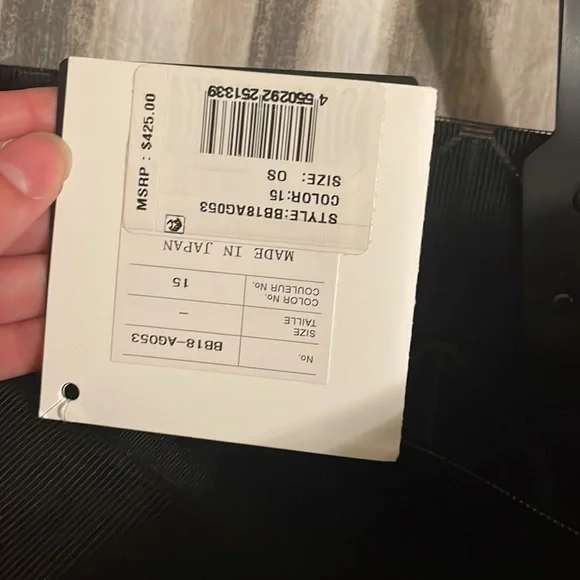 No. BB18-AG053
SIZE
TAILLE –
COLOR No.
COULEUR No. 15
MADE IN JAPAN
STYLE:BB18AG053
COLOR:15
SIZE: OS
4 550292 251339
MSRP : $425.00